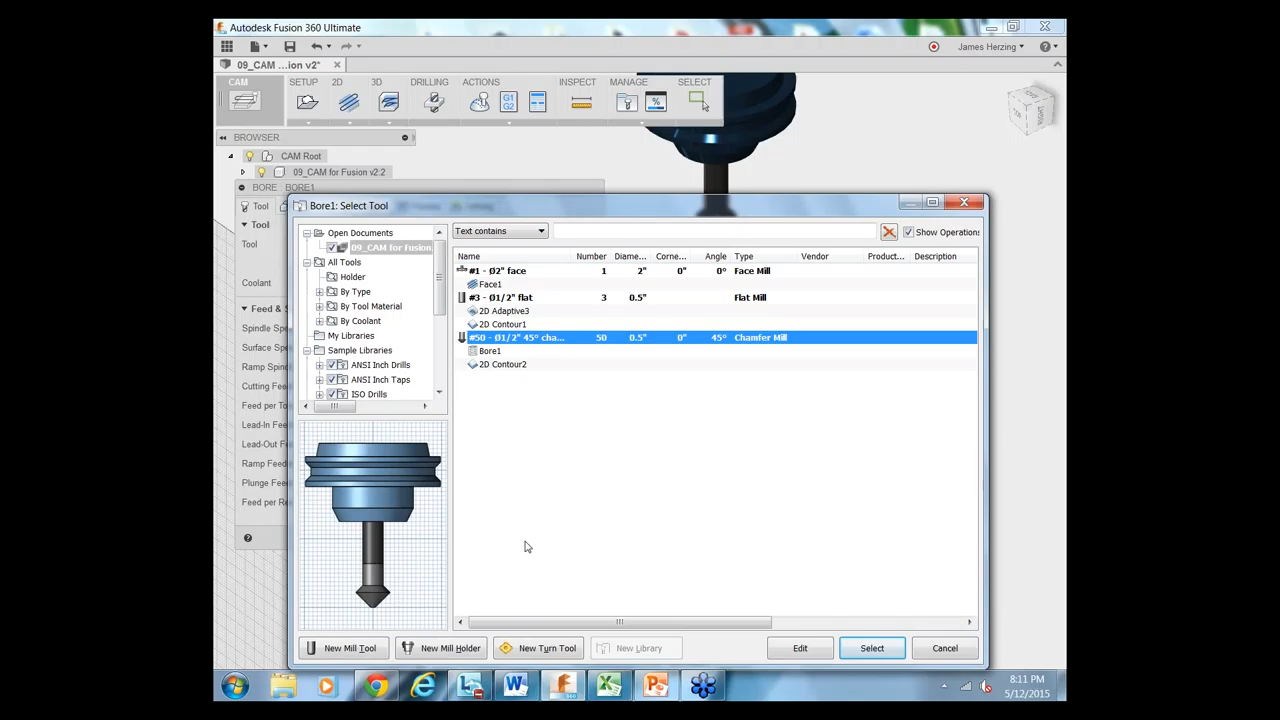 Autodesk Fusion 360 Ultimate
James Herzing
09_CAM ...ion v2*
CAM
SETUP
2D
3D
DRILLING
ACTIONS
INSPECT
MANAGE
SELECT
G1
G2
%
BROWSER
CAM Root
09_CAM for Fusion v2.2
BORE : BORE1
Tool
Tool
Tool
Coolant
Feed & S
Spindle Spe
Surface Spe
Ramp Spind
Cutting Fee
Feed per To
Lead-In Fee
Lead-Out Fe
Ramp Feed
Plunge Feed
Feed per Re
Bore1: Select Tool
Open Documents
09_CAM for Fusion.
All Tools
Holder
By Type
By Tool Material
By Coolant
My Libraries
Sample Libraries
ANSI Inch Drills
ANSI Inch Taps
ISO Drills
Text contains
Show Operations
Name Number Diame... Corne... Angle Type Vendor Product... Description
#1 - Ø2" face 1 2" 0" 0° Face Mill
Face1
#3 - Ø1/2" flat 3 0.5" Flat Mill
2D Adaptive3
2D Contour1
#50 - Ø1/2" 45° cha... 50 0.5" 0" 45° Chamfer Mill
Bore1
2D Contour2
New Mill Tool
New Mill Holder
New Turn Tool
New Library
Edit
Select
Cancel
8:11 PM
5/12/2015